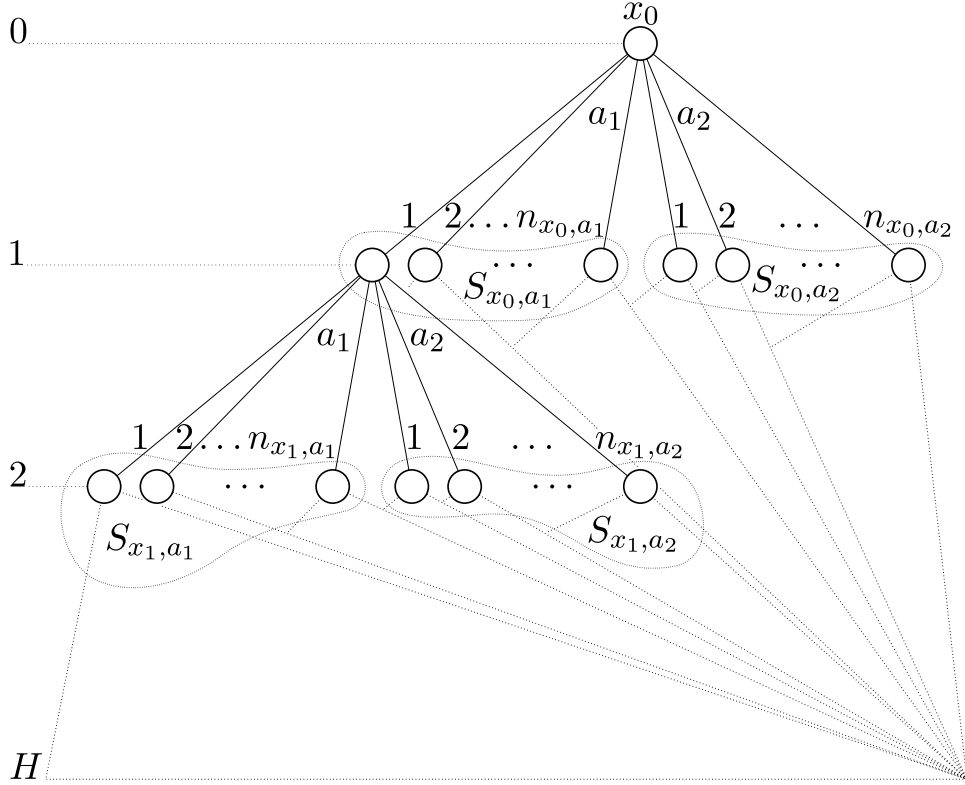 x_0
0
a_1 a_2
1 2 ... n_{x_0,a_1} 1 2 ... n_{x_0,a_2}
1
... ...
S_{x_0,a_1} S_{x_0,a_2}
a_1 a_2
1 2 ... n_{x_1,a_1} 1 2 ... n_{x_1,a_2}
2
... ...
S_{x_1,a_1} S_{x_1,a_2}
H